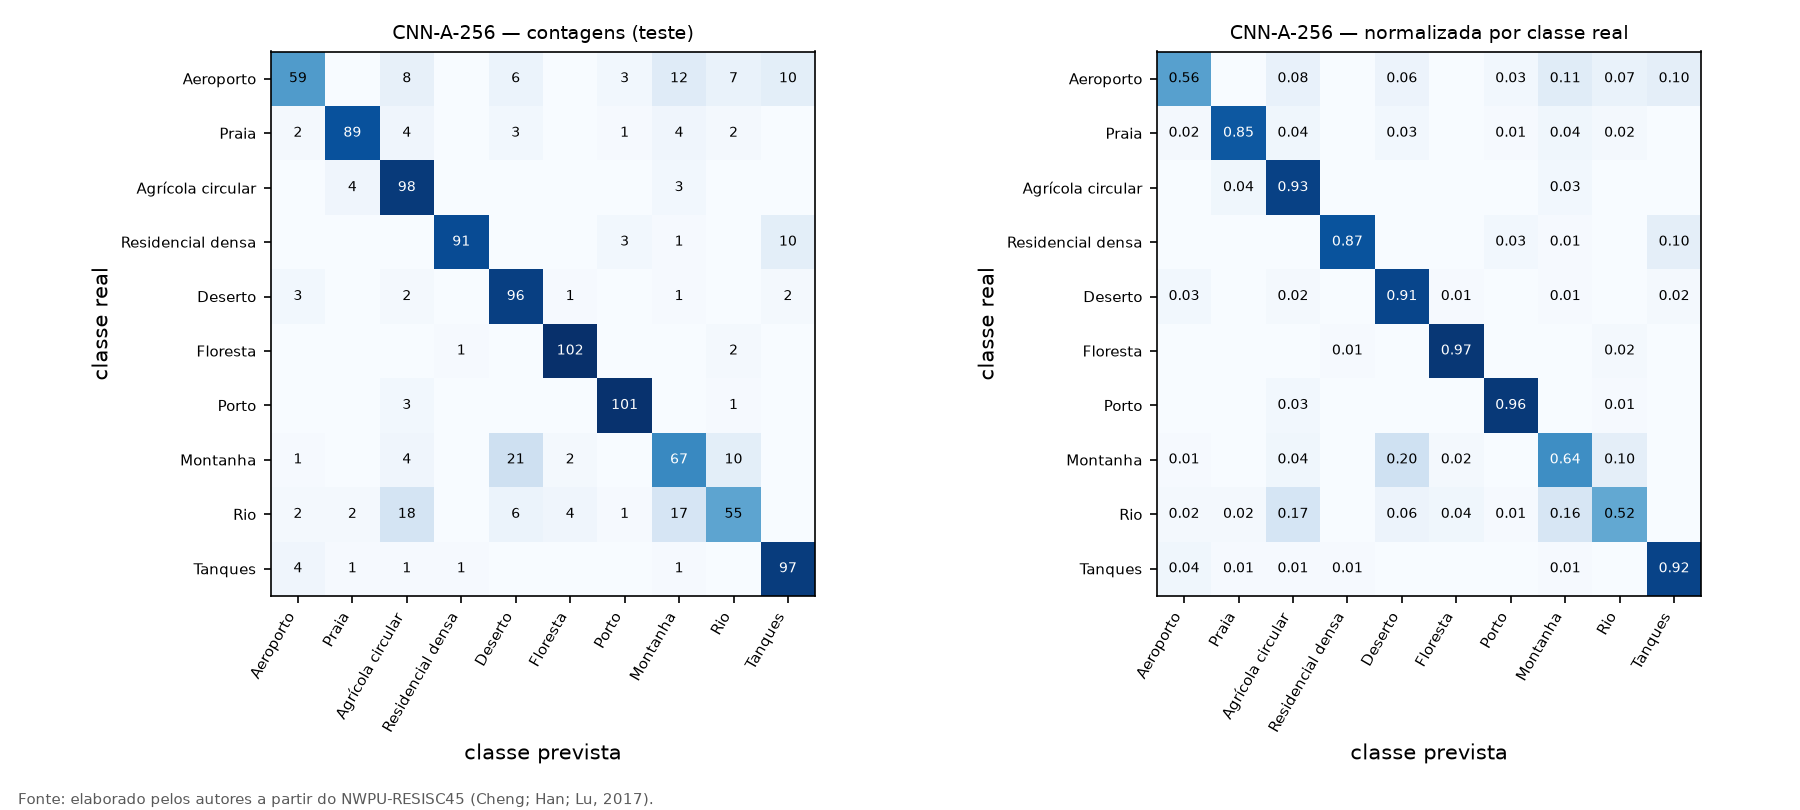 CNN-A-256 — contagens (teste)
Aeroporto 59 8 6 3 12 7 10
Praia 2 89 4 3 1 4 2
Agrícola circular 4 98 3
Residencial densa 91 3 1 10
Deserto 3 2 96 1 1 2
Floresta 1 102 2
Porto 3 101 1
Montanha 1 4 21 2 67 10
Rio 2 2 18 6 4 1 17 55
Tanques 4 1 1 1 1 97
classe real
Aeroporto
Praia
Agrícola circular
Residencial densa
Deserto
Floresta
Porto
Montanha
Rio
Tanques
classe prevista
CNN-A-256 — normalizada por classe real
Aeroporto 0.56 0.08 0.06 0.03 0.11 0.07 0.10
Praia 0.02 0.85 0.04 0.03 0.01 0.04 0.02
Agrícola circular 0.04 0.93 0.03
Residencial densa 0.87 0.03 0.01 0.10
Deserto 0.03 0.02 0.91 0.01 0.01 0.02
Floresta 0.01 0.97 0.02
Porto 0.03 0.96 0.01
Montanha 0.01 0.04 0.20 0.02 0.64 0.10
Rio 0.02 0.02 0.17 0.06 0.04 0.01 0.16 0.52
Tanques 0.04 0.01 0.01 0.01 0.01 0.92
classe real
Aeroporto
Praia
Agrícola circular
Residencial densa
Deserto
Floresta
Porto
Montanha
Rio
Tanques
classe prevista
Fonte: elaborado pelos autores a partir do NWPU-RESISC45 (Cheng; Han; Lu, 2017).